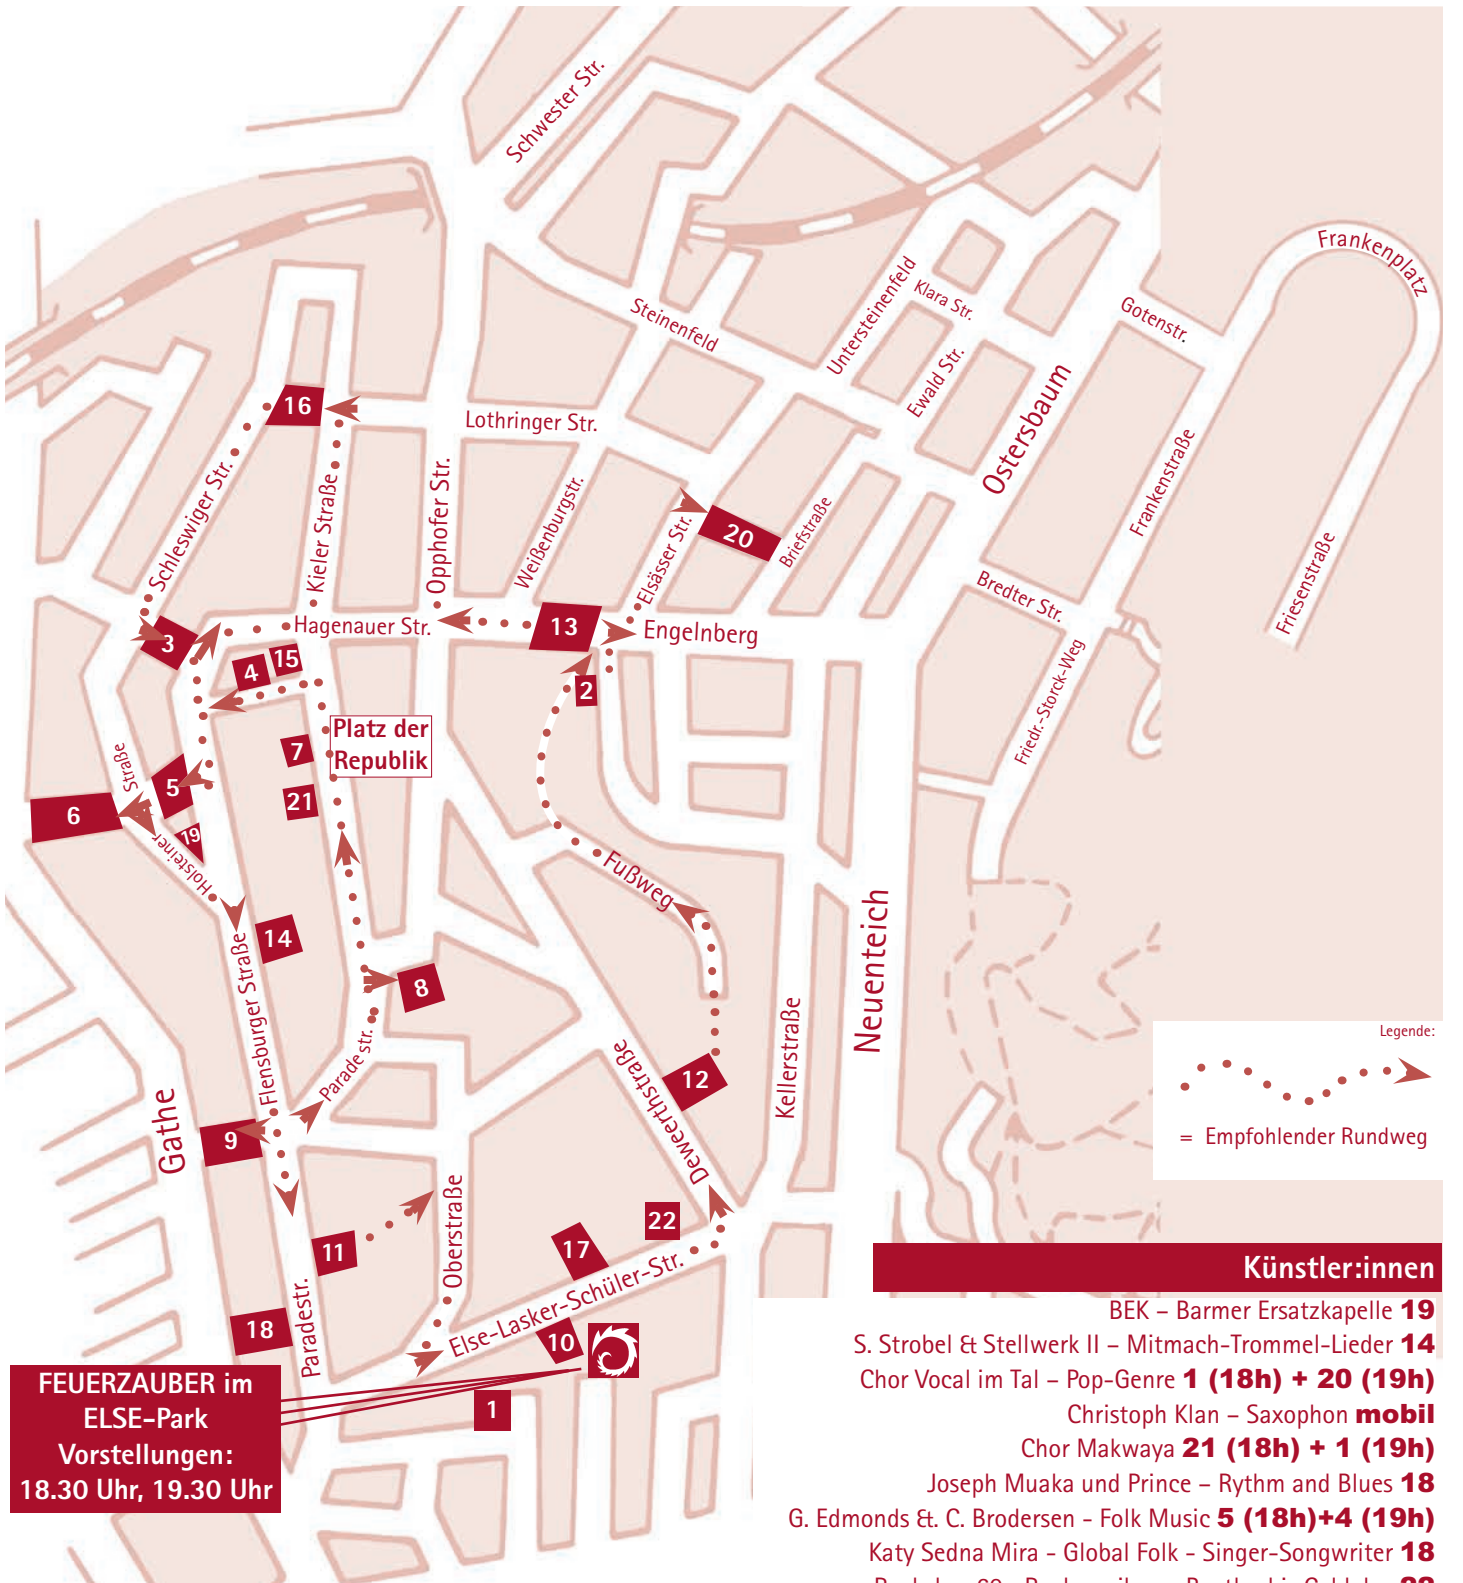 Schwester Str.
Frankenplatz
Steinenfeld
Untersteinenfeld
Klara Str.
Gotenstr.
Ewald Str.
Ostersbaum
16
Lothringer Str.
Schleswiger Str.
Kieler Straße
Opphofer Str.
Weißenburgstr.
Elsässer Str.
20
Briefstraße
Frankenstraße
Friesenstraße
Bredter Str.
3
Hagenauer Str.
13
Engelnberg
4
15
2
Friedr.-Storck-Weg
Platz der
Republik
7
21
5
6
19
Holsteiner
Straße
Fußweg
14
8
Neuenteich
Flensburger Straße
Parade str.
Deweerthstraße
12
Kellerstraße
Gathe
9
11
Oberstraße
22
17
Else-Lasker-Schüler-Str.
18
Paradestr.
10
1
Legende:
= Empfohlender Rundweg
FEUERZAUBER im
ELSE-Park
Vorstellungen:
18.30 Uhr, 19.30 Uhr
Künstler:innen
BEK – Barmer Ersatzkapelle 19
S. Strobel & Stellwerk II – Mitmach-Trommel-Lieder 14
Chor Vocal im Tal – Pop-Genre 1 (18h) + 20 (19h)
Christoph Klan – Saxophon mobil
Chor Makwaya 21 (18h) + 1 (19h)
Joseph Muaka und Prince – Rythm and Blues 18
G. Edmonds &. C. Brodersen - Folk Music 5 (18h)+4 (19h)
Katy Sedna Mira - Global Folk - Singer-Songwriter 18